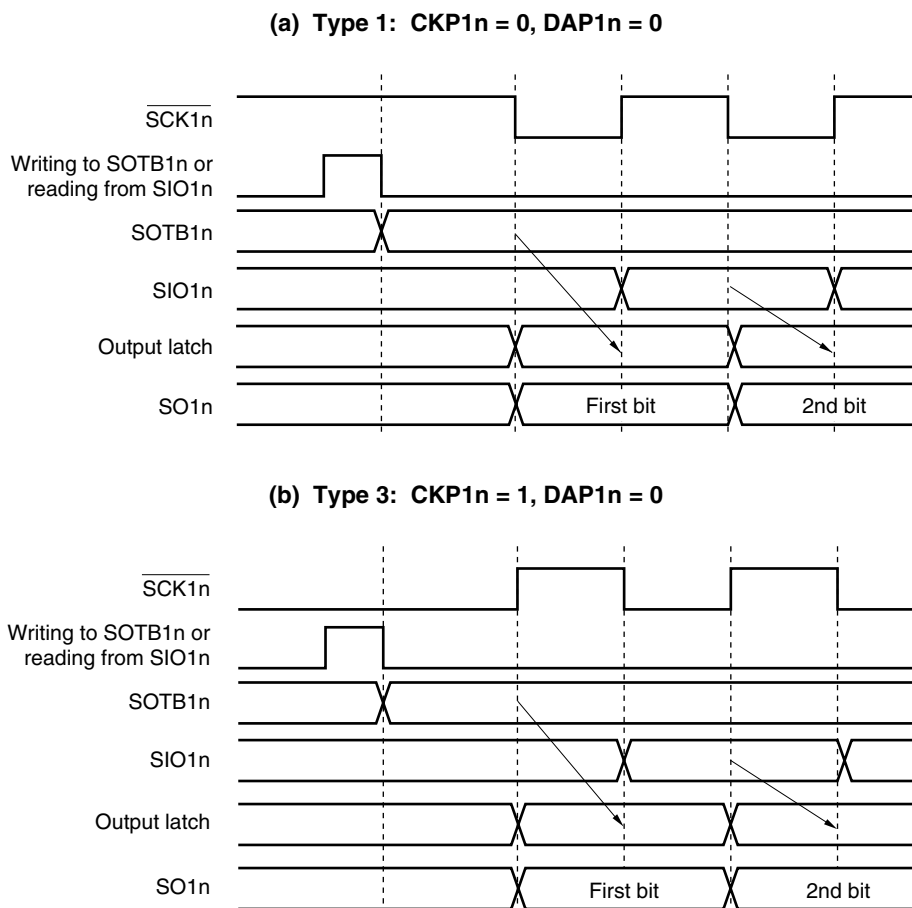 (a) Type 1: CKP1n = 0, DAP1n = 0
SCK1n
Writing to SOTB1n or
reading from SIO1n
SOTB1n
SIO1n
Output latch
SO1n
First bit
2nd bit
(b) Type 3: CKP1n = 1, DAP1n = 0
SCK1n
Writing to SOTB1n or
reading from SIO1n
SOTB1n
SIO1n
Output latch
SO1n
First bit
2nd bit